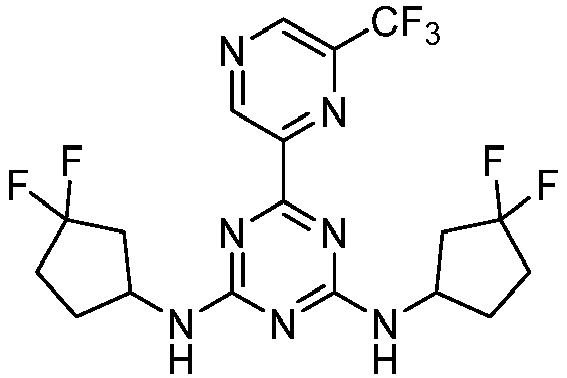 N CF₃
N
F F F F
N N
N N N
H H